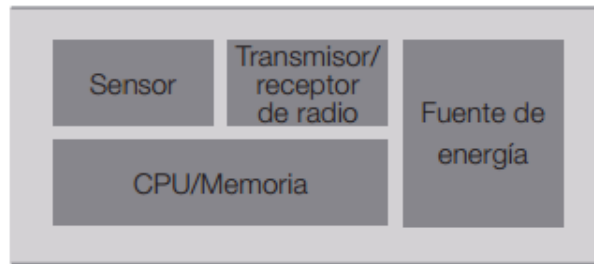 Sensor
Transmisor/
receptor
de radio
Fuente de
energía
CPU/Memoria